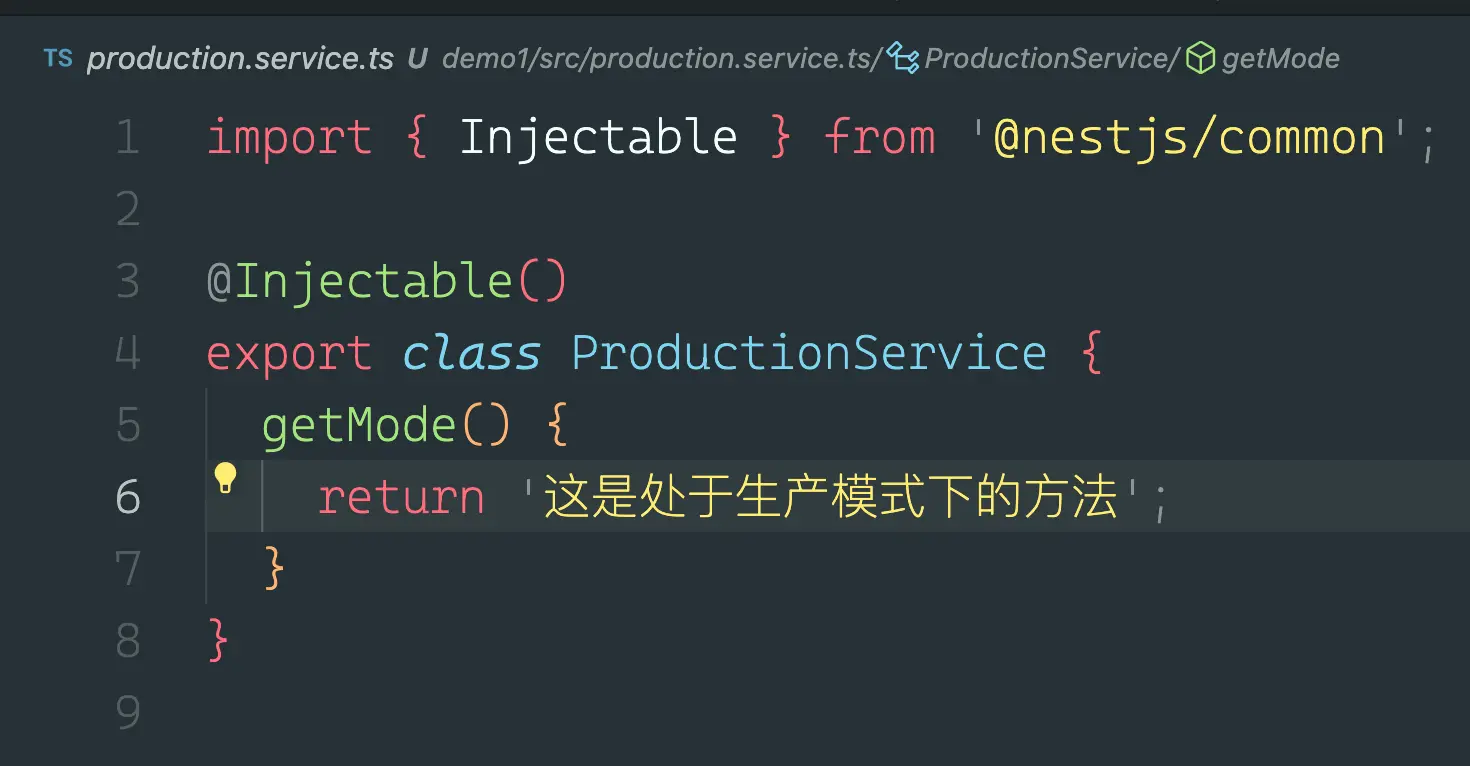 TS production.service.ts U demo1/src/production.service.ts/ProductionService/getMode
1 import { Injectable } from '@nestjs/common';
2
3 @Injectable()
4 export class ProductionService {
5 getMode() {
6 return '这是处于生产模式下的方法';
7 }
8 }
9